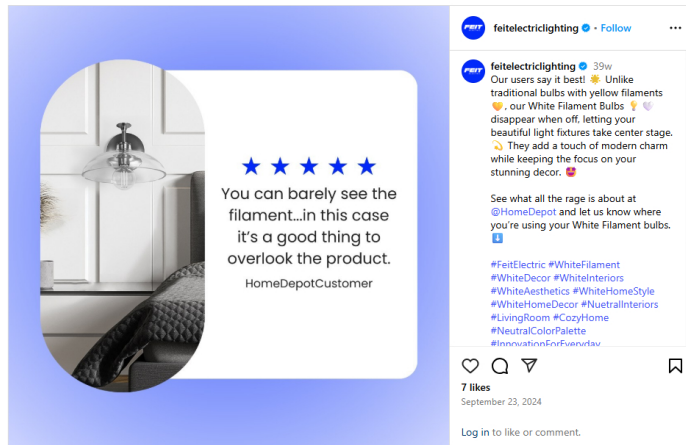 FEIT
feitelectriclighting • Follow
FEIT
feitelectriclighting 39w
Our users say it best! ☀️ Unlike
traditional bulbs with yellow filaments
🧡, our White Filament Bulbs 💡 🤍
disappear when off, letting your
beautiful light fixtures take center stage.
💫 They add a touch of modern charm
while keeping the focus on your
stunning decor. 🤩
See what all the rage is about at
@HomeDepot and let us know where
you're using your White Filament bulbs.
⬇️
#FeitElectric #WhiteFilament
#WhiteDecor #WhiteInteriors
#WhiteAesthetics #WhiteHomeStyle
#WhiteHomeDecor #NuetralInteriors
#LivingRoom #CozyHome
#NeutralColorPalette
#InnovationForEveryday
★★★★★
You can barely see the
filament...in this case
it's a good thing to
overlook the product.
HomeDepotCustomer
7 likes
September 23, 2024
Log in to like or comment.